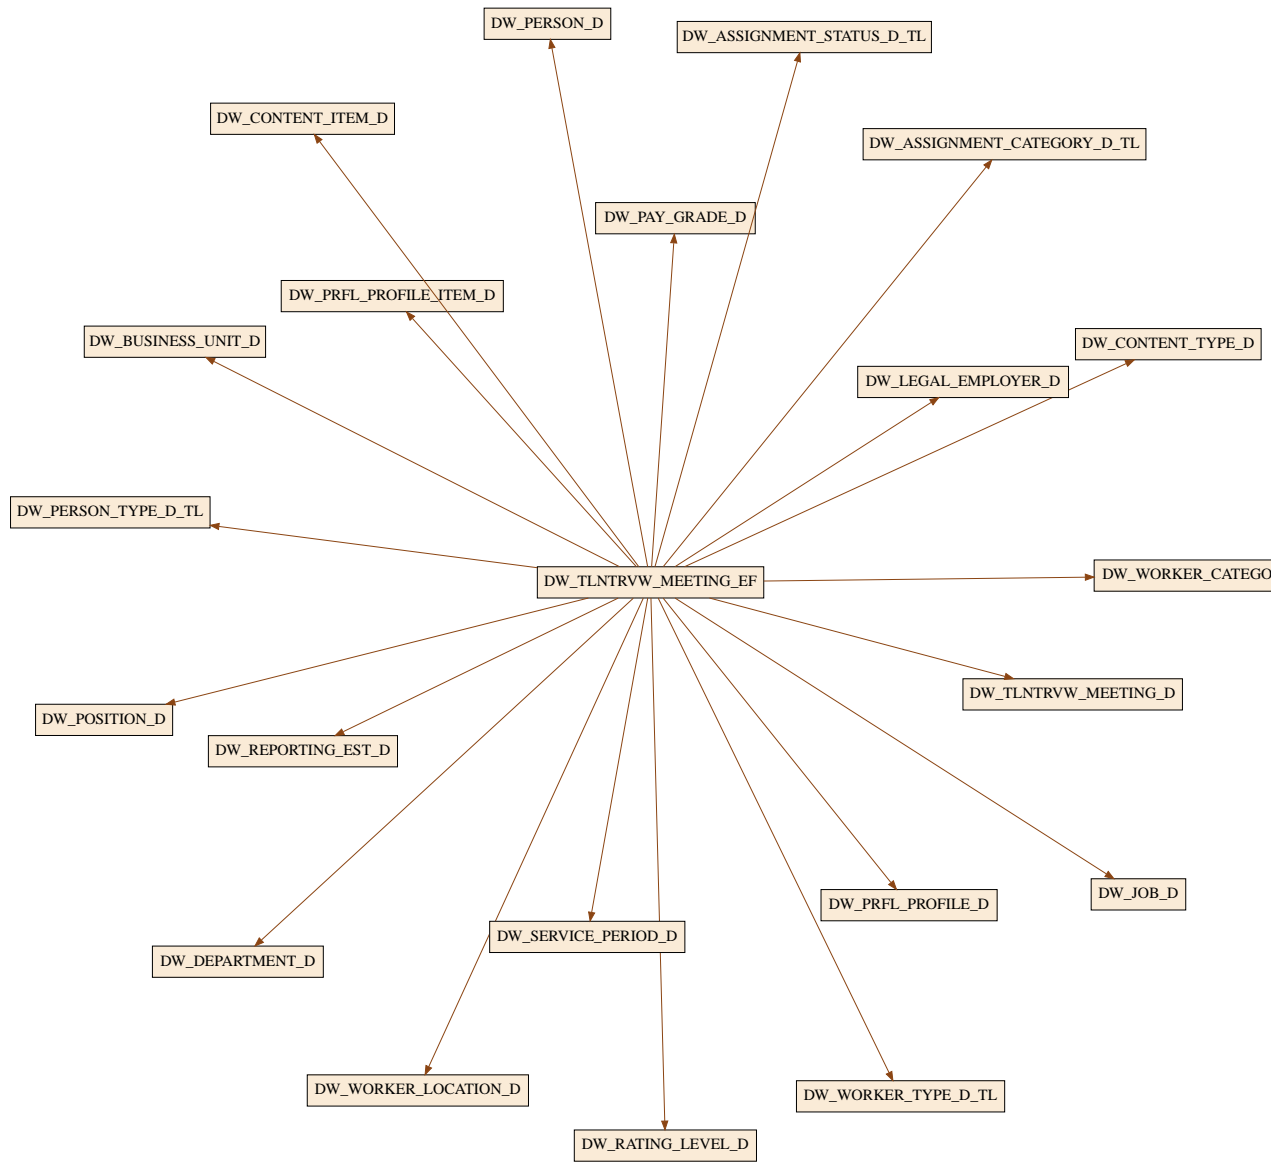 DW_PERSON_D
DW_ASSIGNMENT_STATUS_D_TL
DW_CONTENT_ITEM_D
DW_ASSIGNMENT_CATEGORY_D_TL
DW_PAY_GRADE_D
DW_PRFL_PROFILE_ITEM_D
DW_BUSINESS_UNIT_D
DW_CONTENT_TYPE_D
DW_LEGAL_EMPLOYER_D
DW_PERSON_TYPE_D_TL
DW_TLNTRVW_MEETING_EF
DW_WORKER_CATEGO
DW_TLNTRVW_MEETING_D
DW_POSITION_D
DW_REPORTING_EST_D
DW_JOB_D
DW_PRFL_PROFILE_D
DW_SERVICE_PERIOD_D
DW_DEPARTMENT_D
DW_WORKER_LOCATION_D
DW_WORKER_TYPE_D_TL
DW_RATING_LEVEL_D